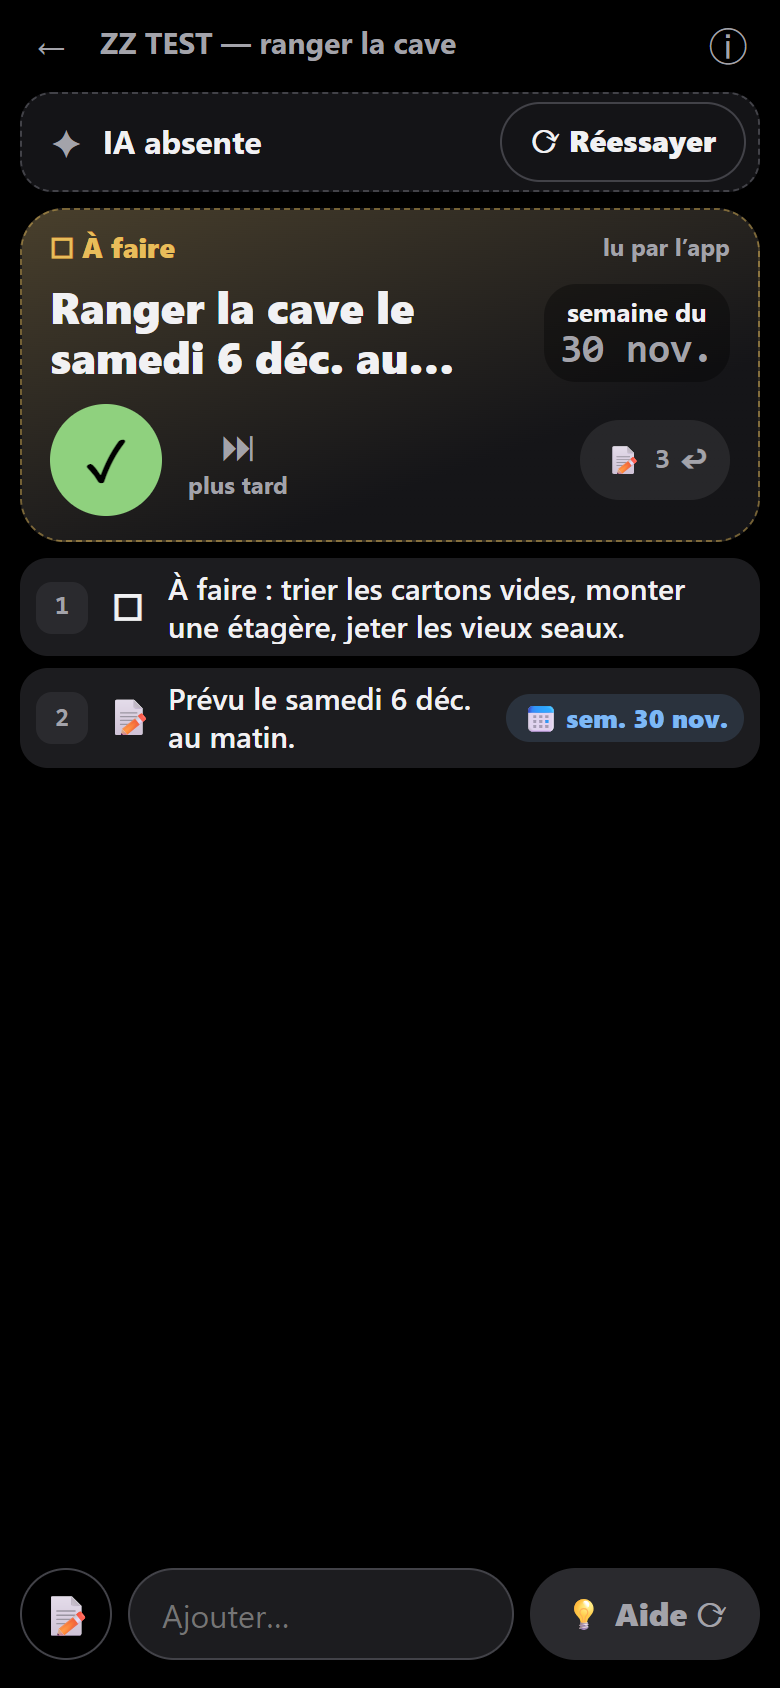 ← ZZ TEST — ranger la cave ⓘ
✦ IA absente ⟳ Réessayer
☐ À faire lu par l’app
Ranger la cave le
samedi 6 déc. au…
semaine du
30 nov.
✓ ⏭ 📝 3 ↩
plus tard
1 ☐ À faire : trier les cartons vides, monter
une étagère, jeter les vieux seaux.
2 📝 Prévu le samedi 6 déc.
au matin.
📅 sem. 30 nov.
📝 Ajouter… 💡 Aide ⟳